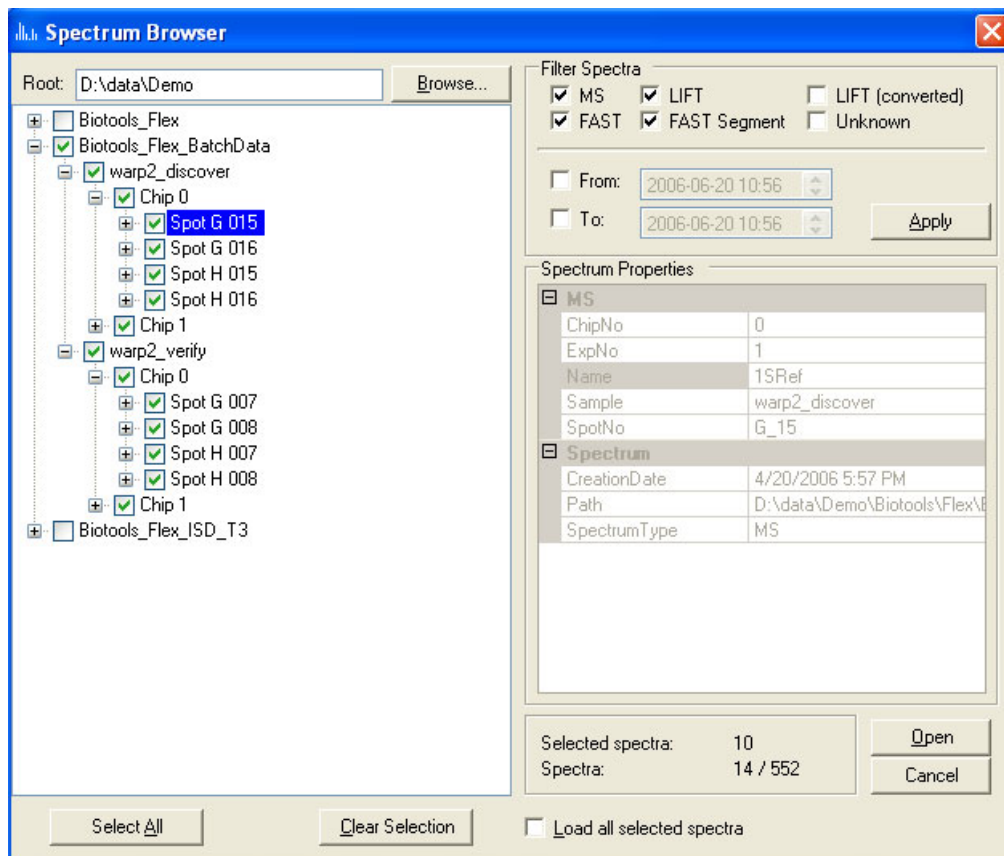 Spectrum Browser
Root: D:\data\Demo Browse...
Biotools_Flex
Biotools_Flex_BatchData
warp2_discover
Chip 0
Spot G 015
Spot G 016
Spot H 015
Spot H 016
Chip 1
warp2_verify
Chip 0
Spot G 007
Spot G 008
Spot H 007
Spot H 008
Chip 1
Biotools_Flex_ISD_T3
Select All Clear Selection
Filter Spectra
MS LIFT LIFT (converted)
FAST FAST Segment Unknown
From: 2006-06-20 10:56
To: 2006-06-20 10:56 Apply
Spectrum Properties
MS
ChipNo 0
ExpNo 1
Name 1SRef
Sample warp2_discover
SpotNo G_15
Spectrum
CreationDate 4/20/2006 5:57 PM
Path D:\data\Demo\Biotools\Flex\
SpectrumType MS
Selected spectra: 10 Open
Spectra: 14 / 552 Cancel
Load all selected spectra